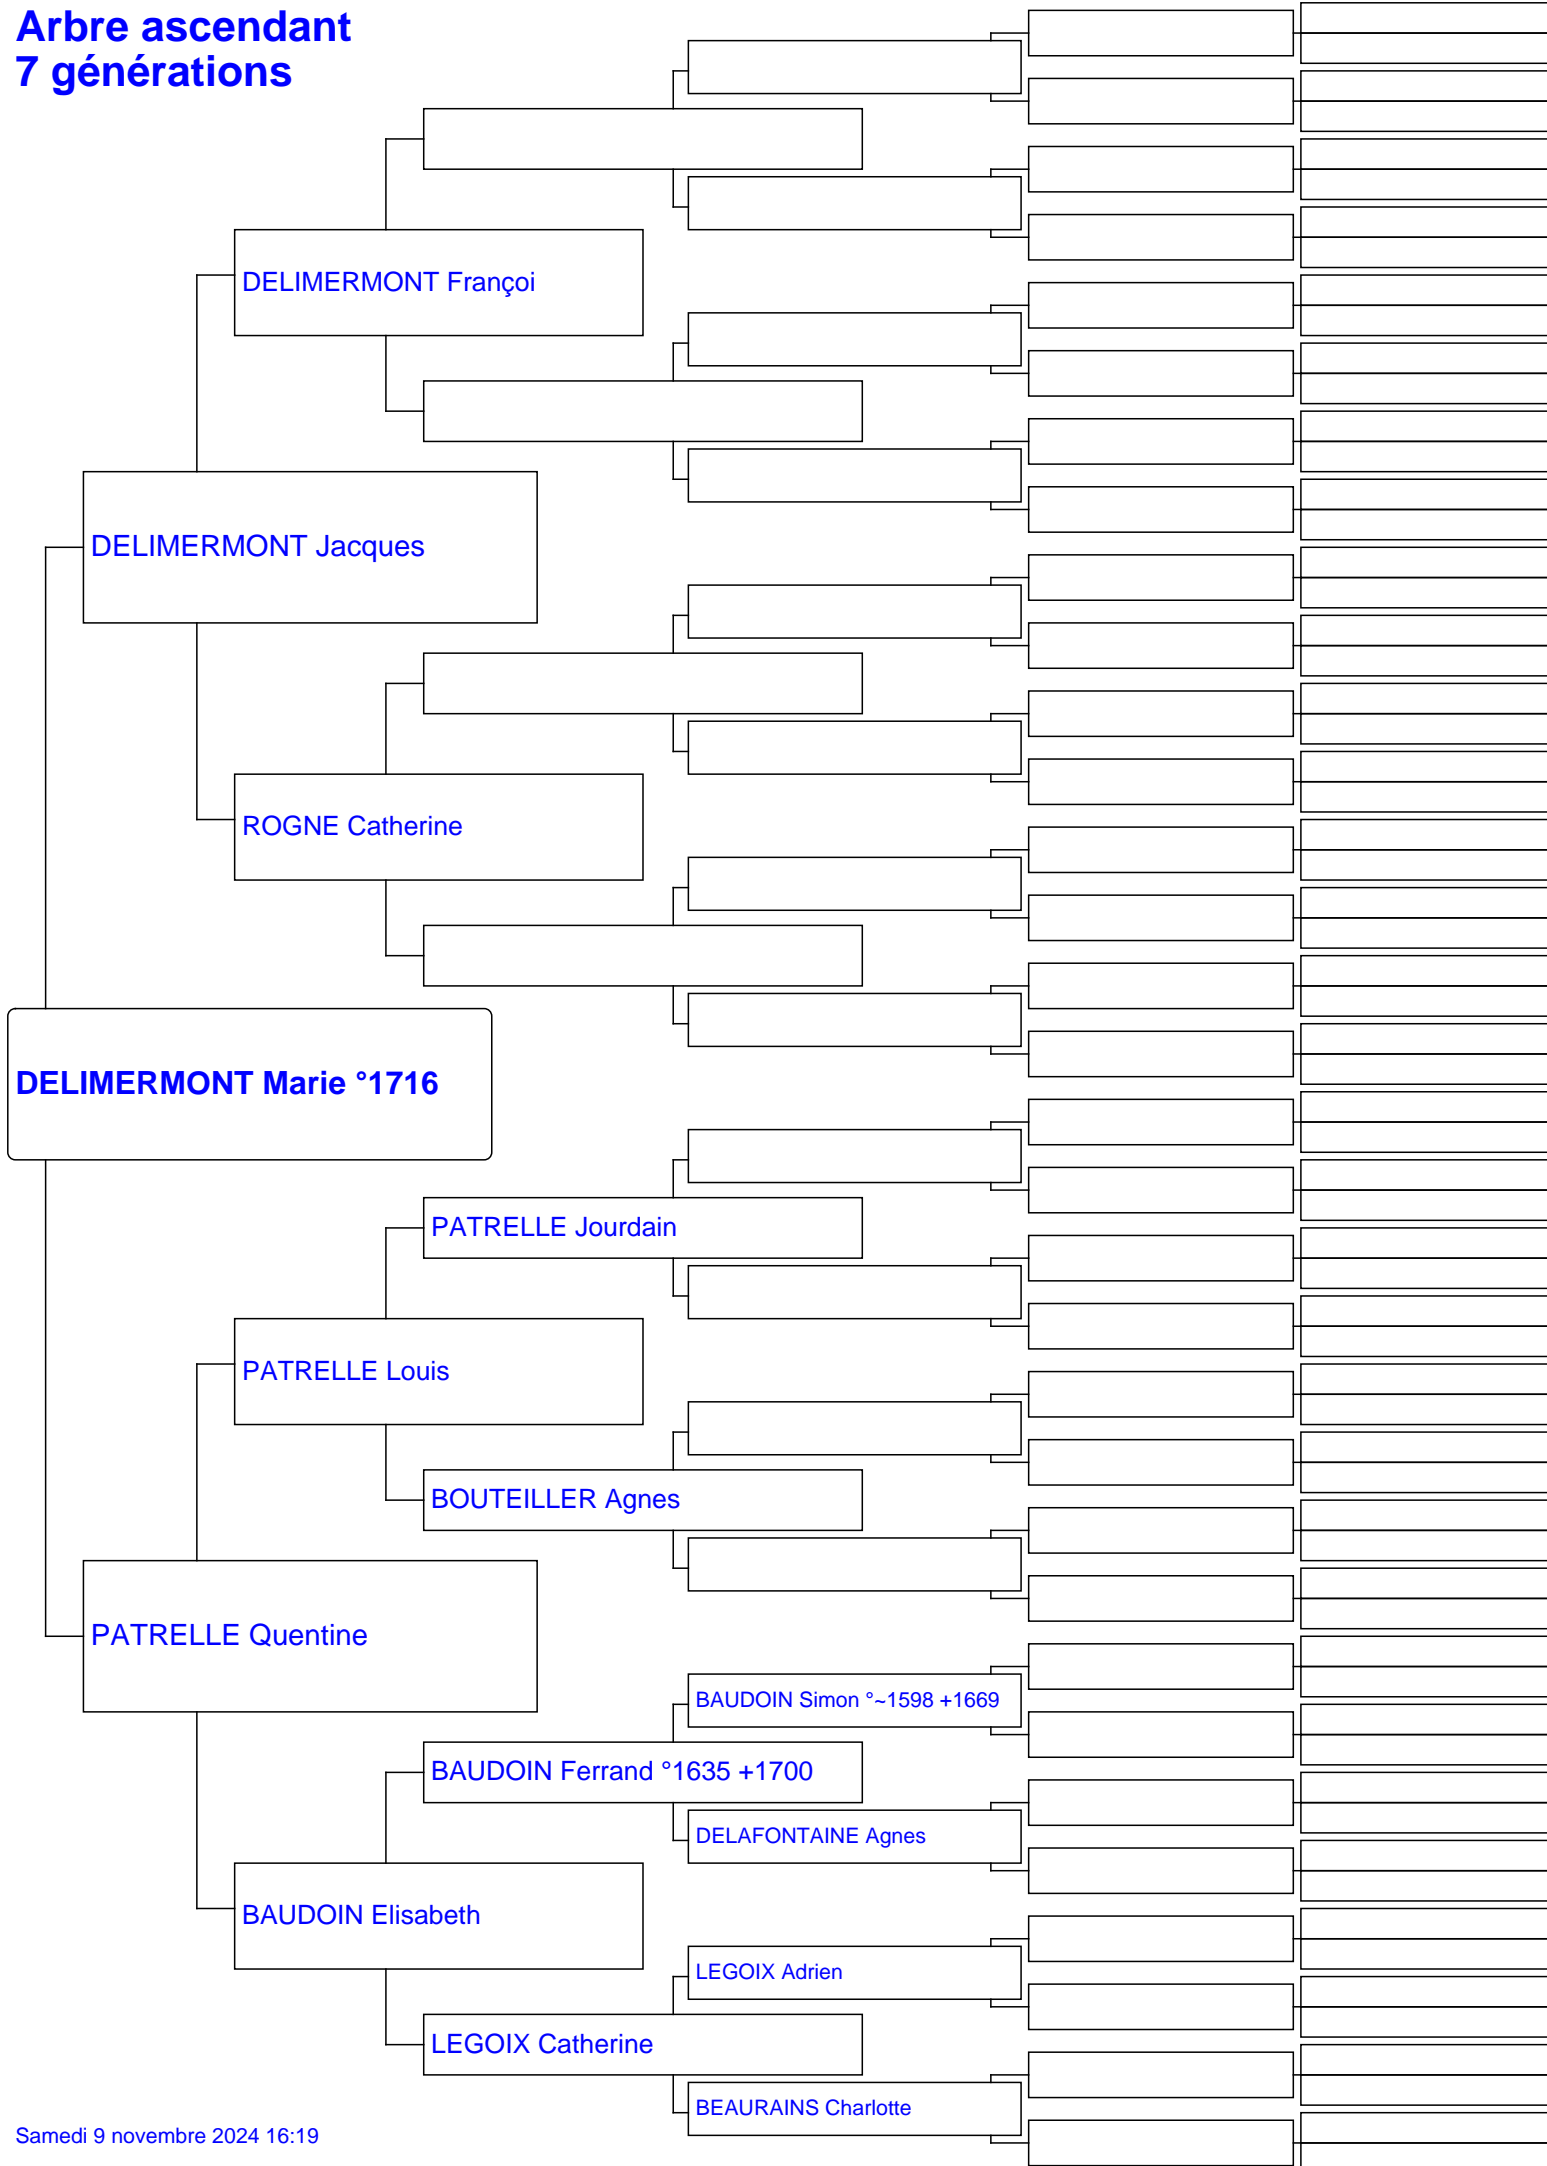 Arbre ascendant
7 générations
DELIMERMONT Françoi
DELIMERMONT Jacques
ROGNE Catherine
DELIMERMONT Marie °1716
PATRELLE Jourdain
PATRELLE Louis
BOUTEILLER Agnes
PATRELLE Quentine
BAUDOIN Simon °~1598 +1669
BAUDOIN Ferrand °1635 +1700
DELAFONTAINE Agnes
BAUDOIN Elisabeth
LEGOIX Adrien
LEGOIX Catherine
BEAURAINS Charlotte
Samedi 9 novembre 2024 16:19